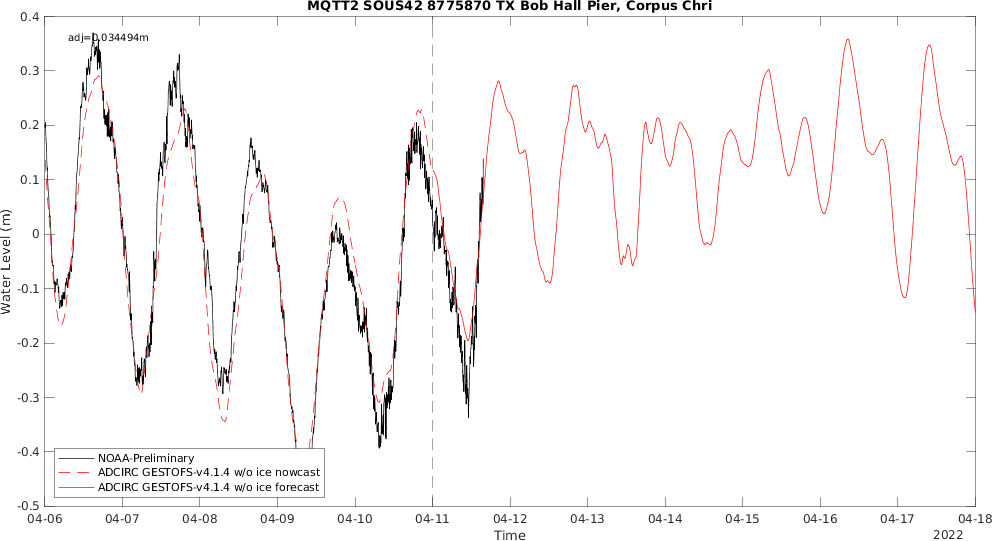 MQTT2 SOUS42 8775870 TX Bob Hall Pier, Corpus Chri
adj=0.034494m
0.4
0.3
0.2
0.1
0
-0.1
-0.2
-0.3
-0.4
-0.5
Water Level (m)
NOAA-Preliminary
ADCIRC GESTOFS-v4.1.4 w/o ice nowcast
ADCIRC GESTOFS-v4.1.4 w/o ice forecast
04-06 04-07 04-08 04-09 04-10 04-11 04-12 04-13 04-14 04-15 04-16 04-17 04-18
Time
2022